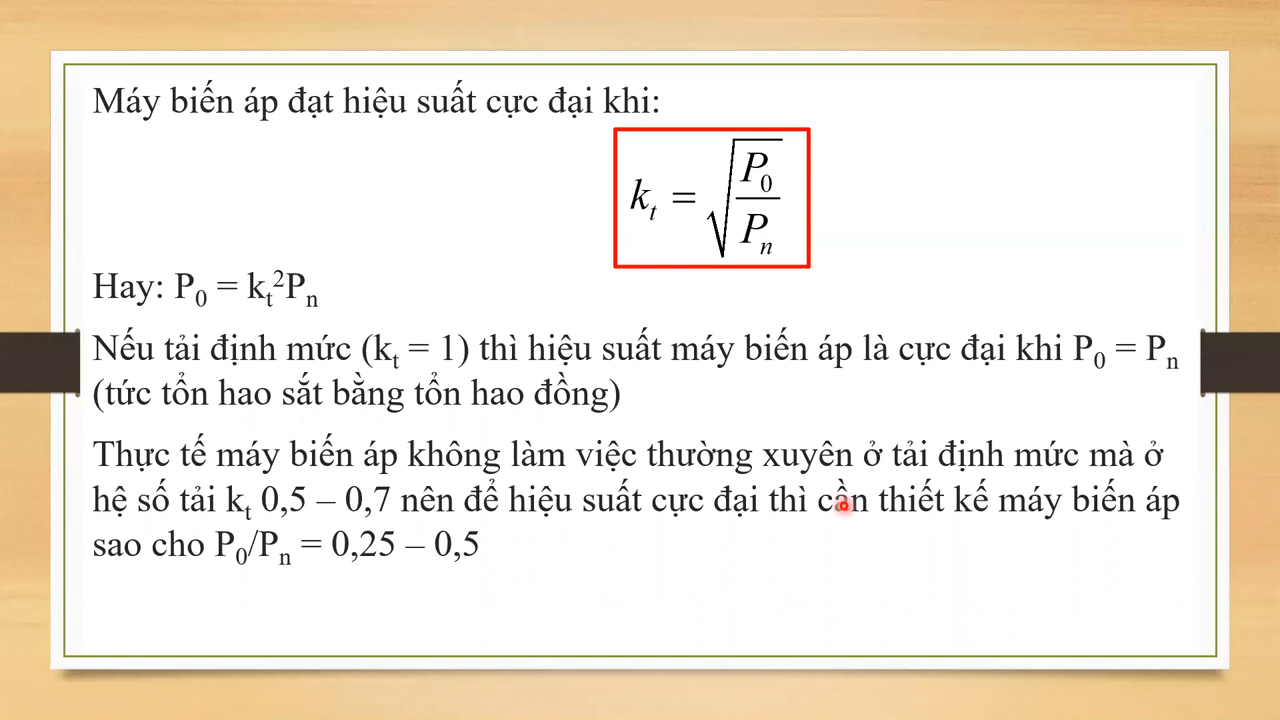 Máy biến áp đạt hiệu suất cực đại khi:
k_t = √(P_0/P_n)
Hay: P_0 = k_t^2P_n
Nếu tải định mức (k_t = 1) thì hiệu suất máy biến áp là cực đại khi P_0 = P_n
(tức tổn hao sắt bằng tổn hao đồng)
Thực tế máy biến áp không làm việc thường xuyên ở tải định mức mà ở
hệ số tải k_t 0,5 – 0,7 nên để hiệu suất cực đại thì cần thiết kế máy biến áp
sao cho P_0/P_n = 0,25 – 0,5